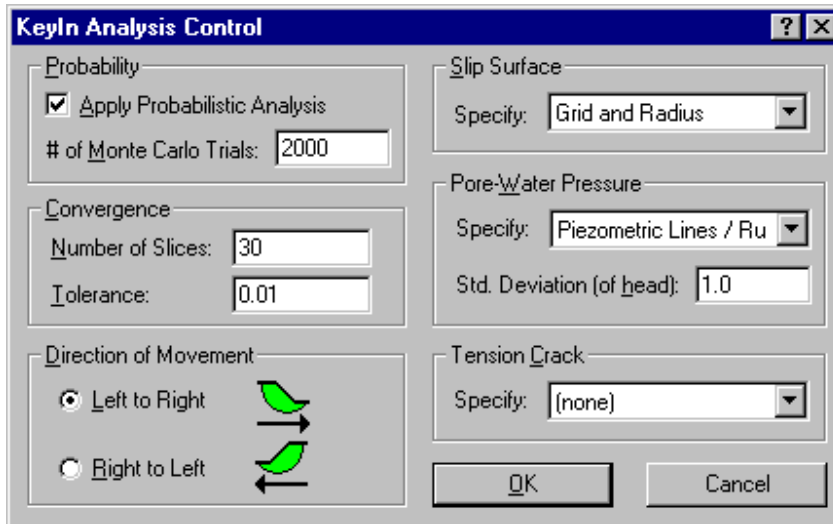 KeyIn Analysis Control
Probability
Apply Probabilistic Analysis
# of Monte Carlo Trials: 2000
Convergence
Number of Slices: 30
Tolerance: 0.01
Direction of Movement
Left to Right
Right to Left
Slip Surface
Specify: Grid and Radius
Pore-Water Pressure
Specify: Piezometric Lines / Ru
Std. Deviation (of head): 1.0
Tension Crack
Specify: (none)
OK
Cancel